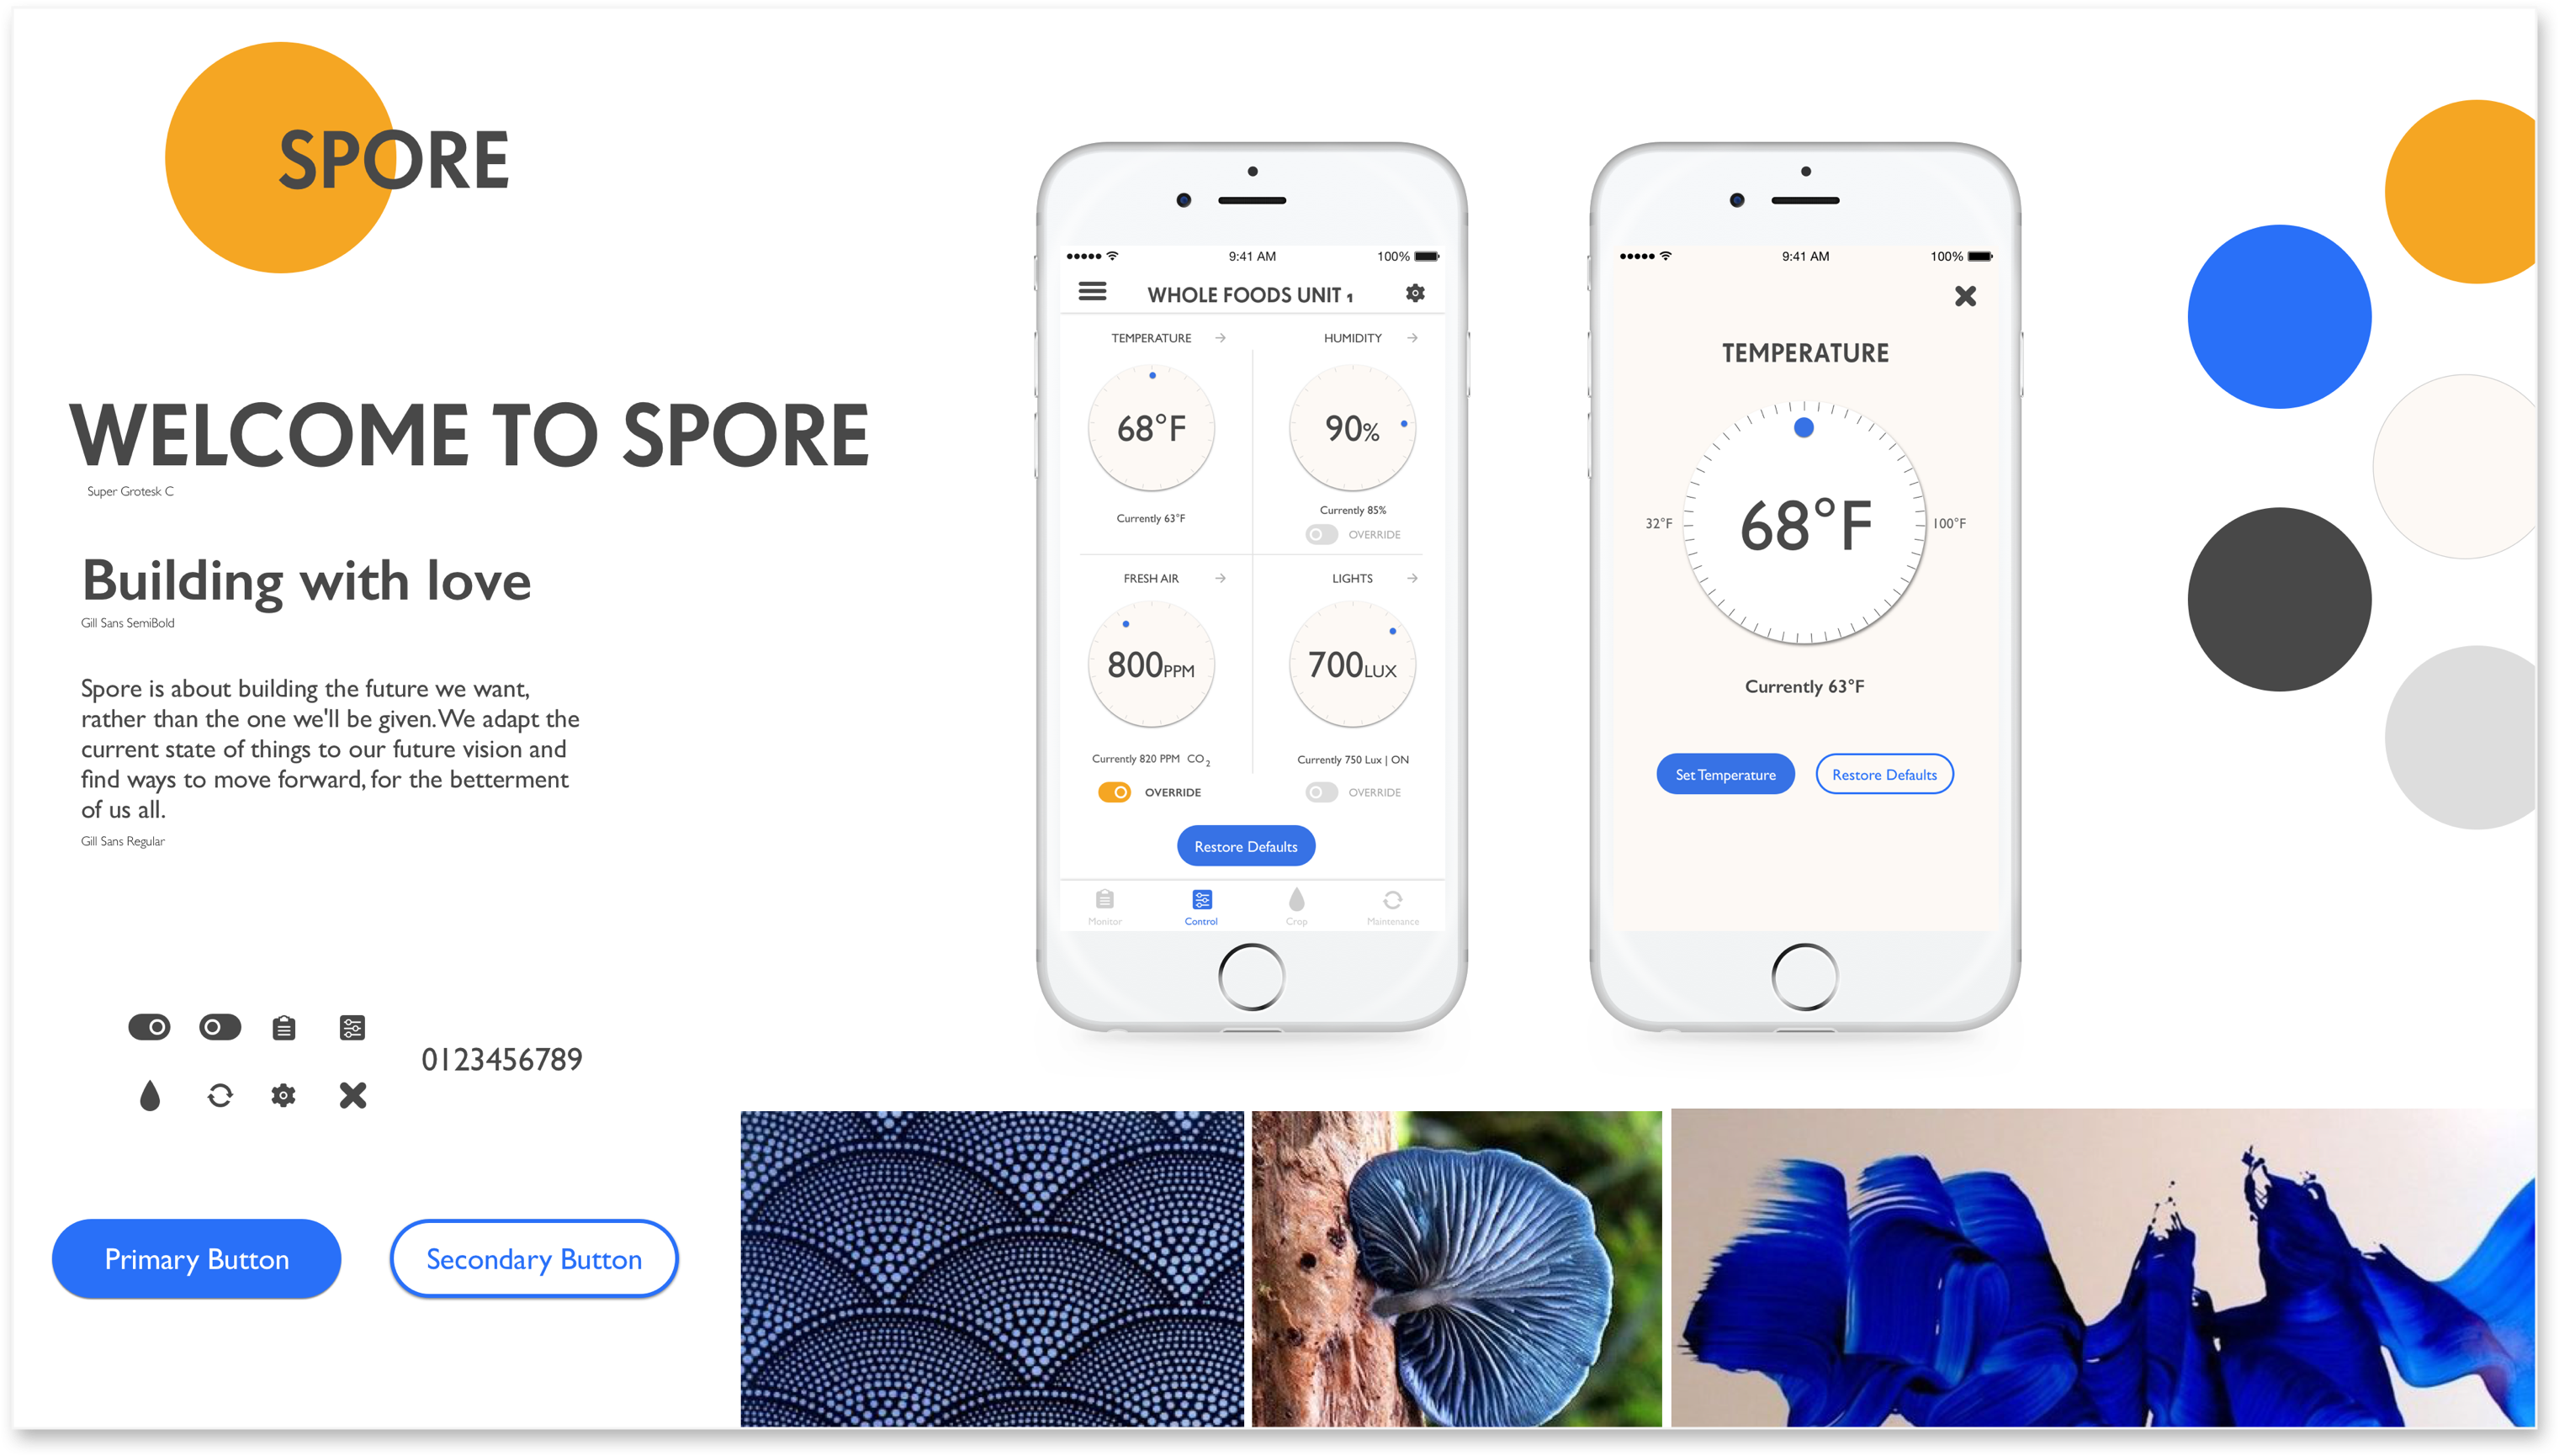 SPORE
WELCOME TO SPORE
Super Grotesk C
Building with love
Gill Sans SemiBold
Spore is about building the future we want,
rather than the one we'll be given. We adapt the
current state of things to our future vision and
find ways to move forward, for the betterment
of us all.
Gill Sans Regular
0123456789
Primary Button
Secondary Button
9:41 AM
100%
WHOLE FOODS UNIT 1
TEMPERATURE
68°F
Currently 63°F
HUMIDITY
90%
Currently 85%
OVERRIDE
FRESH AIR
800PPM
Currently 820 PPM CO2
OVERRIDE
LIGHTS
700LUX
Currently 750 Lux | ON
OVERRIDE
Restore Defaults
Monitor
Control
Crop
Maintenance
9:41 AM
100%
TEMPERATURE
32°F
68°F
100°F
Currently 63°F
Set Temperature
Restore Defaults